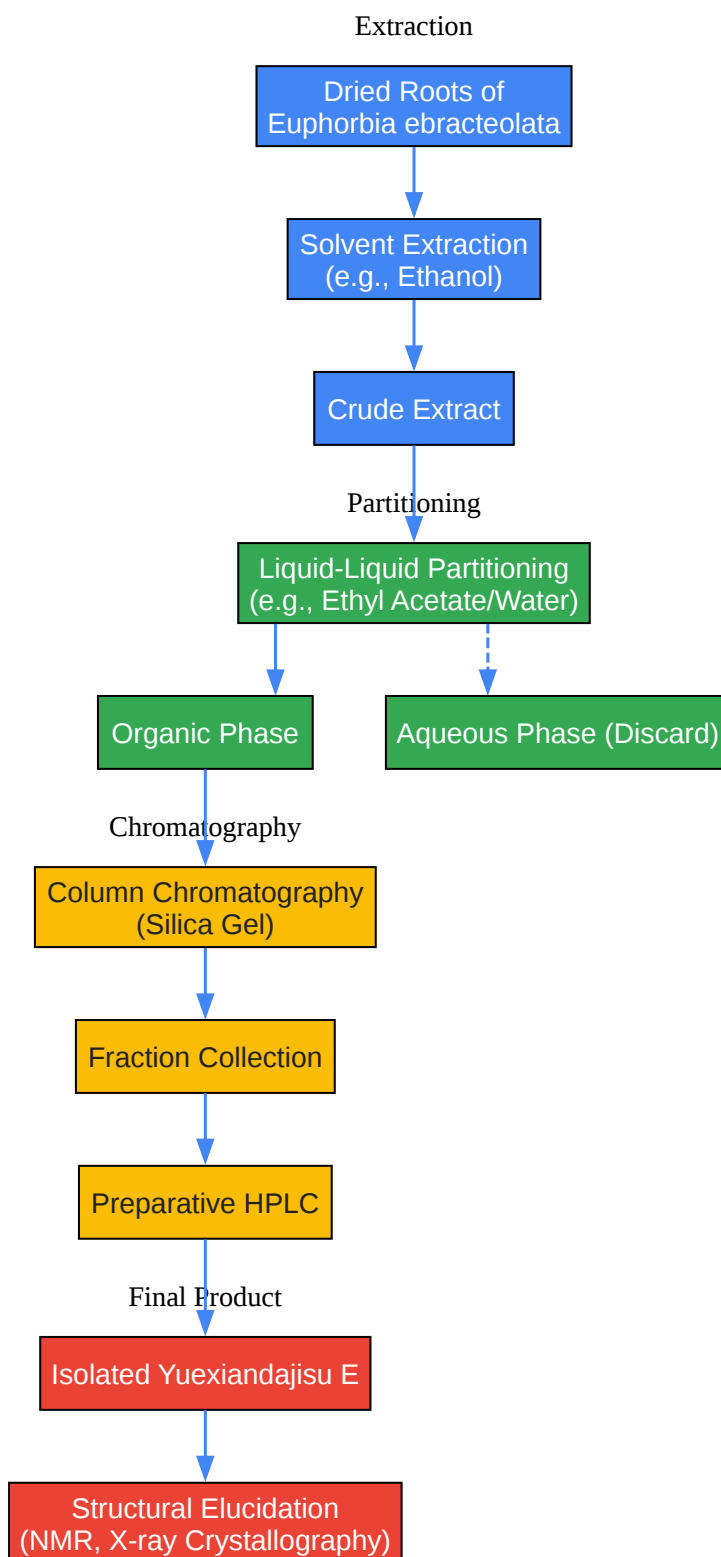 Extraction
Dried Roots of
Euphorbia ebracteolata
Solvent Extraction
(e.g., Ethanol)
Crude Extract
Partitioning
Liquid-Liquid Partitioning
(e.g., Ethyl Acetate/Water)
Organic Phase
Aqueous Phase (Discard)
Chromatography
Column Chromatography
(Silica Gel)
Fraction Collection
Preparative HPLC
Final Product
Isolated Yuexiandajisu E
Structural Elucidation
(NMR, X-ray Crystallography)